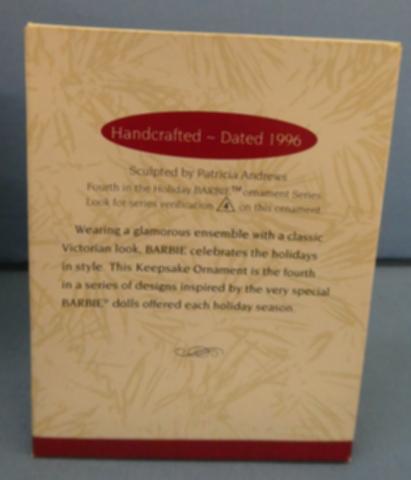 Handcrafted ~ Dated 1996
Sculpted by Patricia Andrews
Fourth in the Holiday BARBIE™ ornament Series.
Look for series verification 4 on this ornament.
Wearing a glamorous ensemble with a classic
Victorian look, BARBIE celebrates the holidays
in style. This Keepsake Ornament is the fourth
in a series of designs inspired by the very special
BARBIE® dolls offered each holiday season.